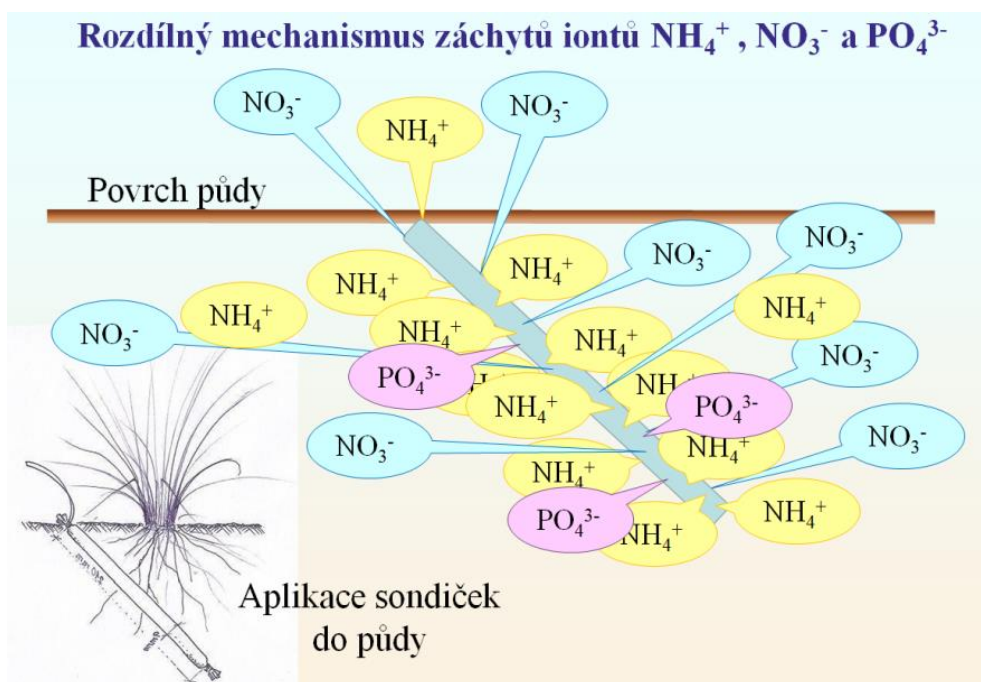 Rozdílný mechanismus záchytů iontů NH₄⁺ , NO₃⁻ a PO₄³⁻
NO₃⁻
NO₃⁻
NH₄⁺
Povrch půdy
NO₃⁻
NO₃⁻
NH₄⁺
NH₄⁺
NH₄⁺
NH₄⁺
NO₃⁻
NH₄⁺
NH₄⁺
NO₃⁻
PO₄³⁻
NH₄⁺
NH₄⁺
NH₄⁺
PO₄³⁻
NO₃⁻
NO₃⁻
NH₄⁺
NH₄⁺
PO₄³⁻
NH₄⁺
NH₄⁺
Aplikace sondiček
do půdy